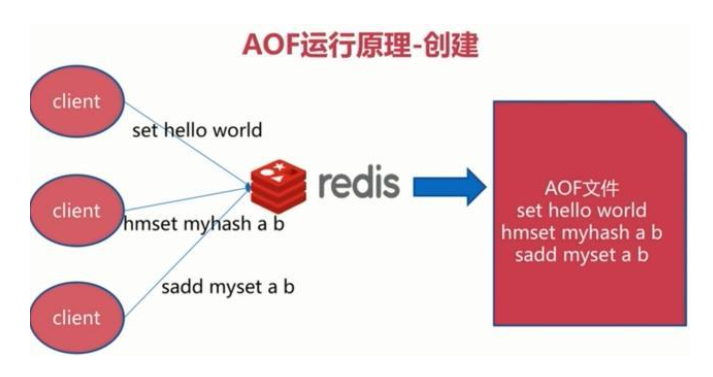 AOF运行原理-创建
client
set hello world
client
hmset myhash a b
client
sadd myset a b
redis
AOF文件
set hello world
hmset myhash a b
sadd myset a b